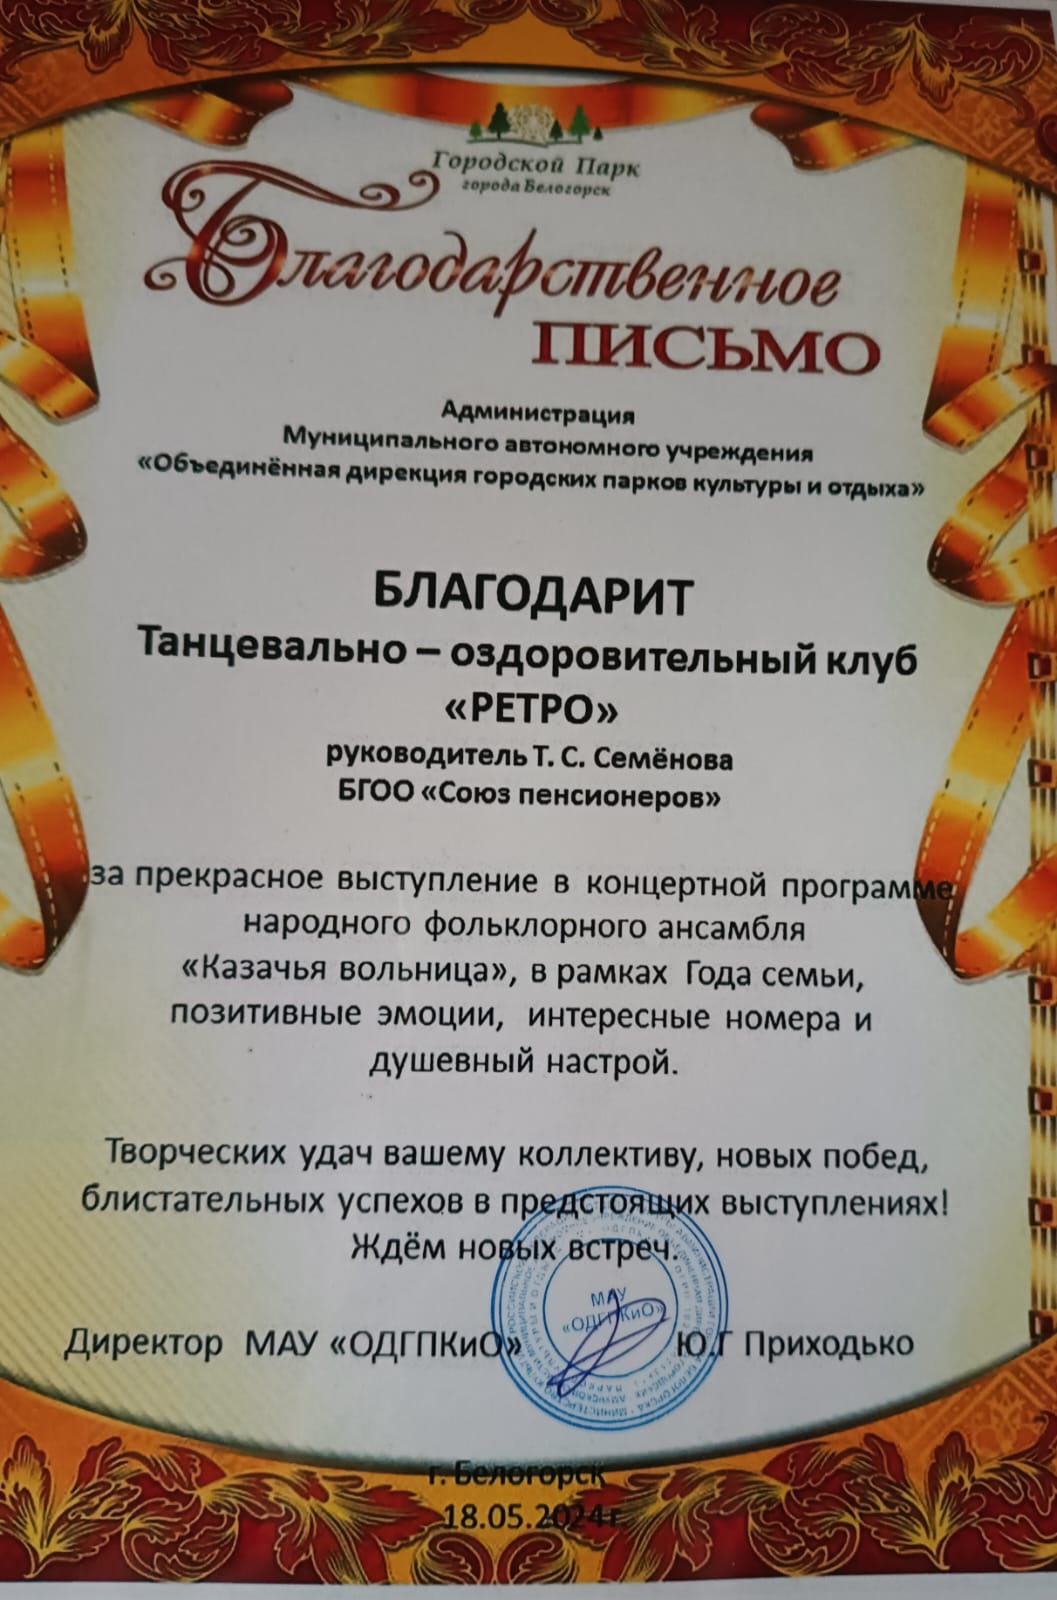 Городской Парк
города Белогорск
Благодарственное
ПИСЬМО
Администрация
Муниципального автономного учреждения
«Объединённая дирекция городских парков культуры и отдыха»
БЛАГОДАРИТ
Танцевально – оздоровительный клуб
«РЕТРО»
руководитель Т. С. Семёнова
БГОО «Союз пенсионеров»
за прекрасное выступление в концертной программе
народного фольклорного ансамбля
«Казачья вольница», в рамках Года семьи,
позитивные эмоции, интересные номера и
душевный настрой.
Творческих удач вашему коллективу, новых побед,
блистательных успехов в предстоящих выступлениях!
Ждём новых встреч.
МАУ
«ОДГПКиО»
Директор МАУ «ОДГПКиО» Ю.Г Приходько
г. Белогорск
18.05.2024г.